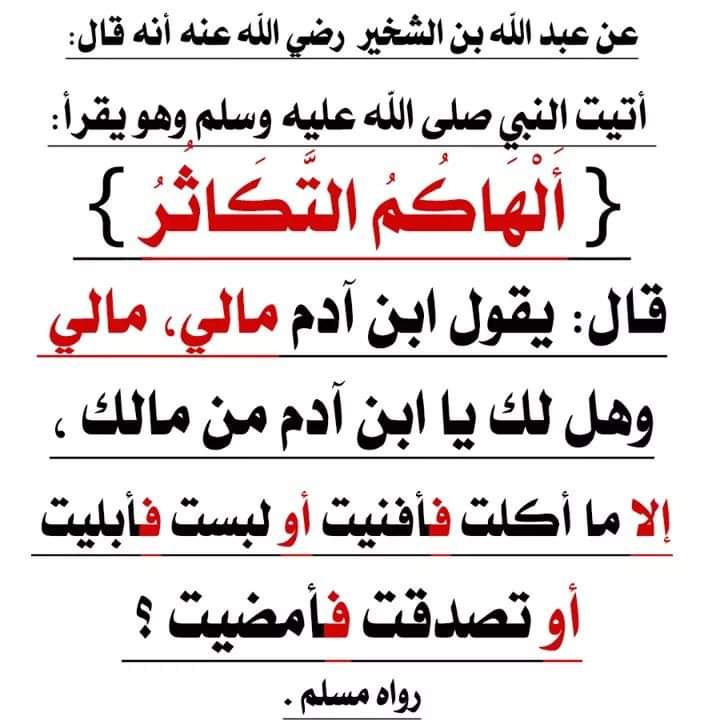 عن عبد الله بن الشخير رضي الله عنه أنه قال:
أتيت النبي صلى الله عليه وسلم وهو يقرأ:
{ أَلْهَاكُمُ التَّكَاثُرُ }
قال: يقول ابن آدم مالي، مالي
وهل لك يا ابن آدم من مالك ،
إلا ما أكلت فأفنيت أو لبست فأبليت
أو تصدقت فأمضيت ؟
رواه مسلم .